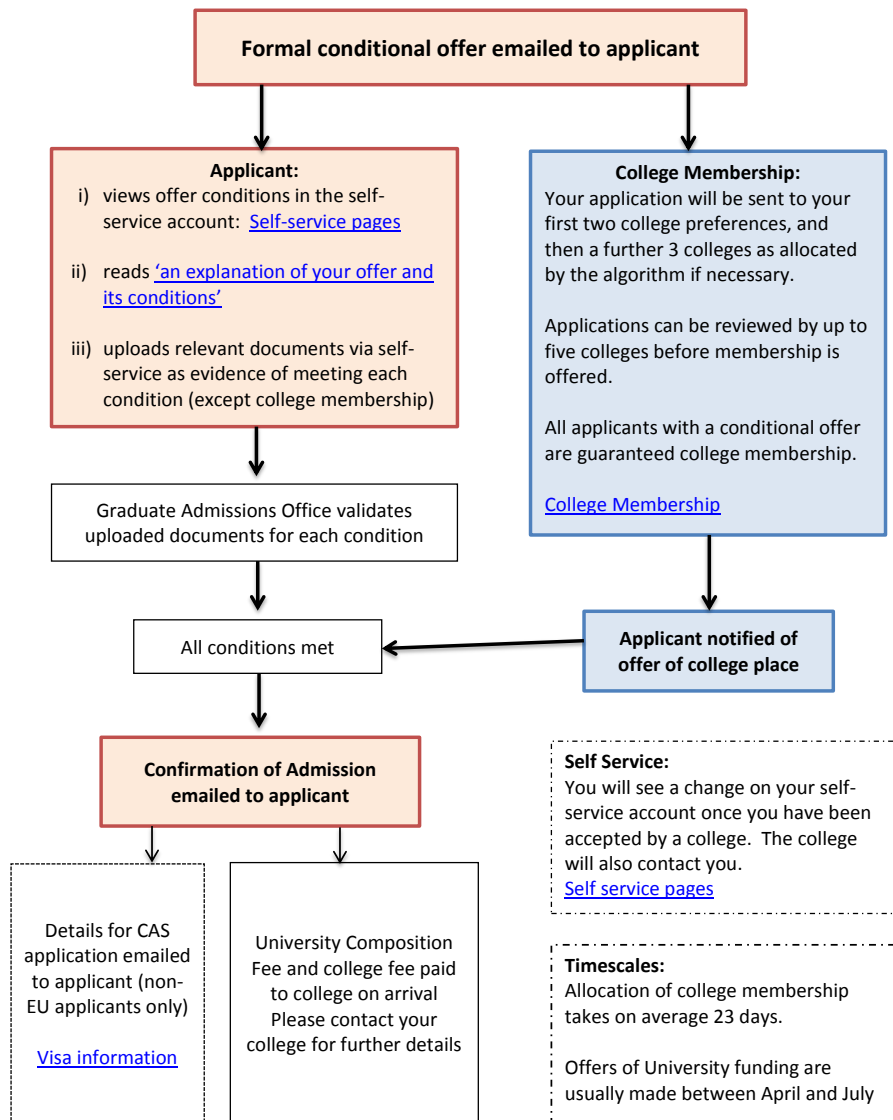 Formal conditional offer emailed to applicant
Applicant:
i) views offer conditions in the self-
service account: Self-service pages
ii) reads ‘an explanation of your offer and
its conditions’
iii) uploads relevant documents via self-
service as evidence of meeting each
condition (except college membership)
College Membership:
Your application will be sent to your
first two college preferences, and
then a further 3 colleges as allocated
by the algorithm if necessary.
Applications can be reviewed by up to
five colleges before membership is
offered.
All applicants with a conditional offer
are guaranteed college membership.
College Membership
Graduate Admissions Office validates
uploaded documents for each condition
All conditions met
Applicant notified of
offer of college place
Confirmation of Admission
emailed to applicant
Self Service:
You will see a change on your self-
service account once you have been
accepted by a college. The college
will also contact you.
Self service pages
Details for CAS
application emailed
to applicant (non-
EU applicants
only)
Visa information
University Composition
Fee and college fee paid
to college on arrival
Please contact your
college for further details
Timescales:
Allocation of college membership
takes on average 23 days.
Offers of University funding are
usually made between April and July